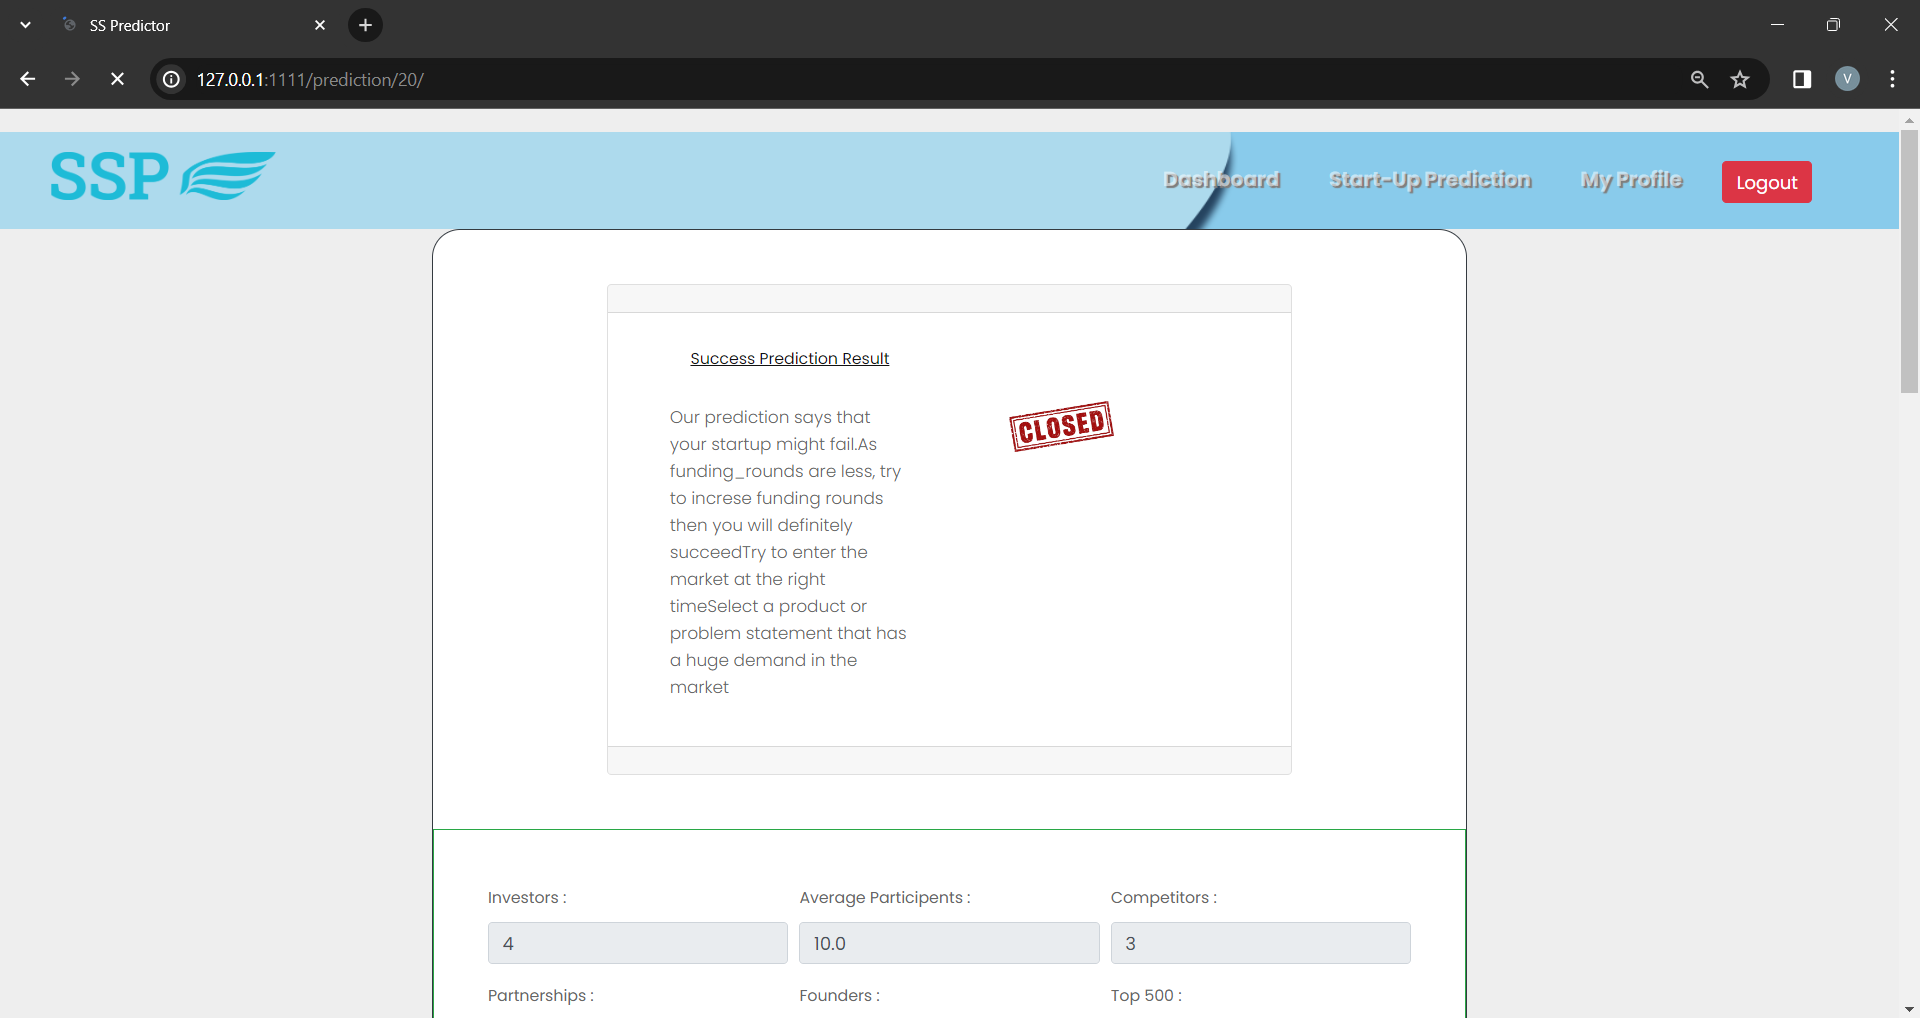 SS Predictor
127.0.0.1:1111/prediction/20/
V
SSP
Dashboard Start-Up Prediction My Profile Logout
Success Prediction Result
Our prediction says that
your startup might fail.As
funding_rounds are less, try
to increse funding rounds
then you will definitely
succeedTry to enter the
market at the right
timeSelect a product or
problem statement that has
a huge demand in the
market
CLOSED
Investors : Average Participants : Competitors :
4 10.0 3
Partnerships : Founders : Top 500 :